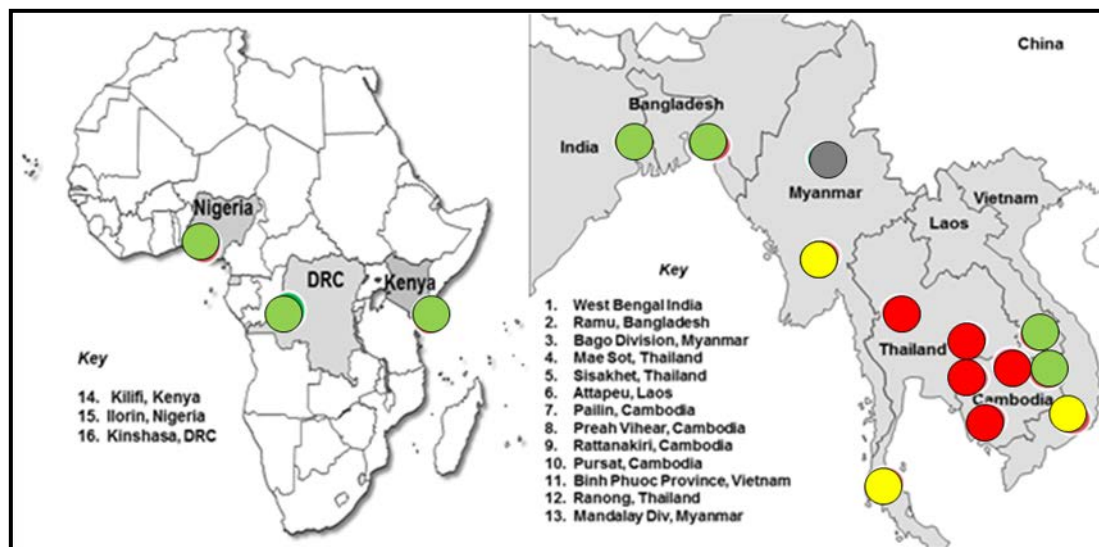 Nigeria
DRC
Kenya
Key
14. Kilifi, Kenya
15. Ilorin, Nigeria
16. Kinshasa, DRC
China
Bangladesh
India
Myanmar
Vietnam
Laos
Thailand
Cambodia
Key
1. West Bengal India
2. Ramu, Bangladesh
3. Bago Division, Myanmar
4. Mae Sot, Thailand
5. Sisakhet, Thailand
6. Attapeu, Laos
7. Pailin, Cambodia
8. Preah Vihear, Cambodia
9. Rattanakiri, Cambodia
10. Pursat, Cambodia
11. Binh Phuoc Province, Vietnam
12. Ranong, Thailand
13. Mandalay Div, Myanmar